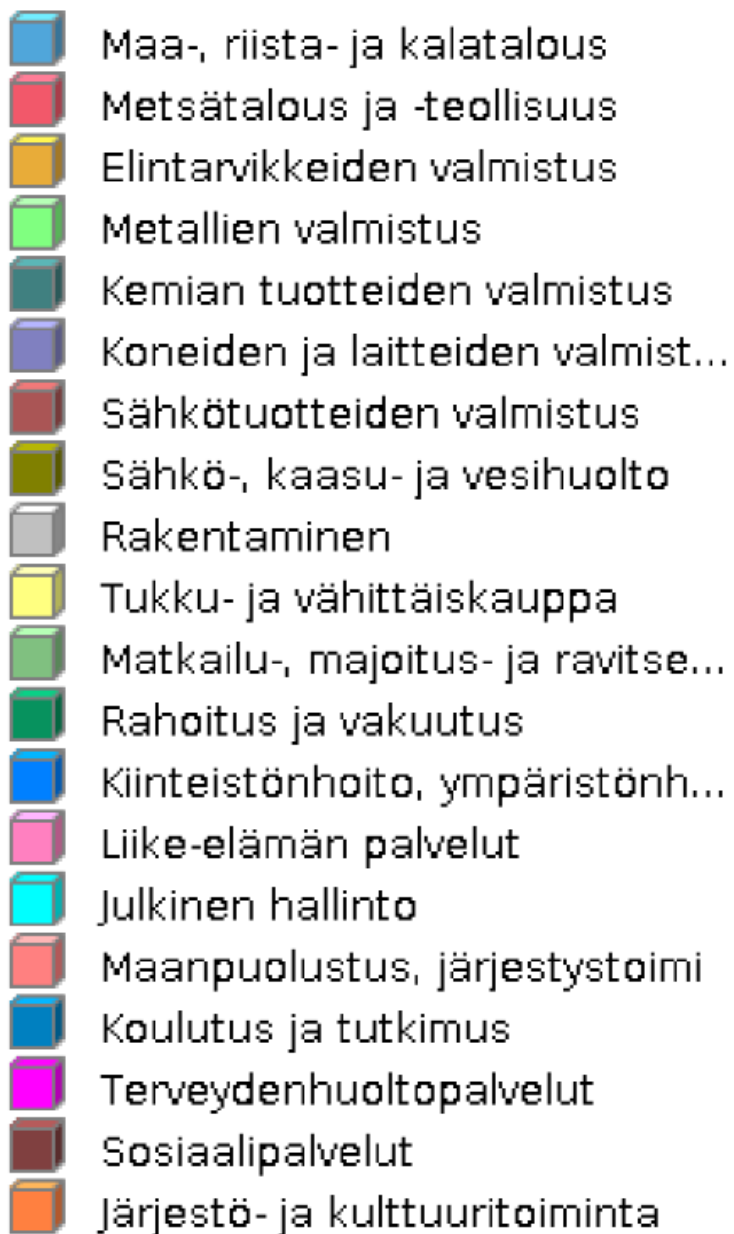 Maa-, riista- ja kalatalous
Metsätalous ja -teollisuus
Elintarvikkeiden valmistus
Metallien valmistus
Kemian tuotteiden valmistus
Koneiden ja laitteiden valmist...
Sähkötuotteiden valmistus
Sähkö-, kaasu- ja vesihuolto
Rakentaminen
Tukku- ja vähittäiskauppa
Matkailu-, majoitus- ja ravitse...
Rahoitus ja vakuutus
Kiinteistönhoito, ympäristönh...
Liike-elämän palvelut
Julkinen hallinto
Maanpuolustus, järjestystoimi
Koulutus ja tutkimus
Terveydenhuoltopalvelut
Sosiaalipalvelut
Järjestö- ja kulttuuritoiminta